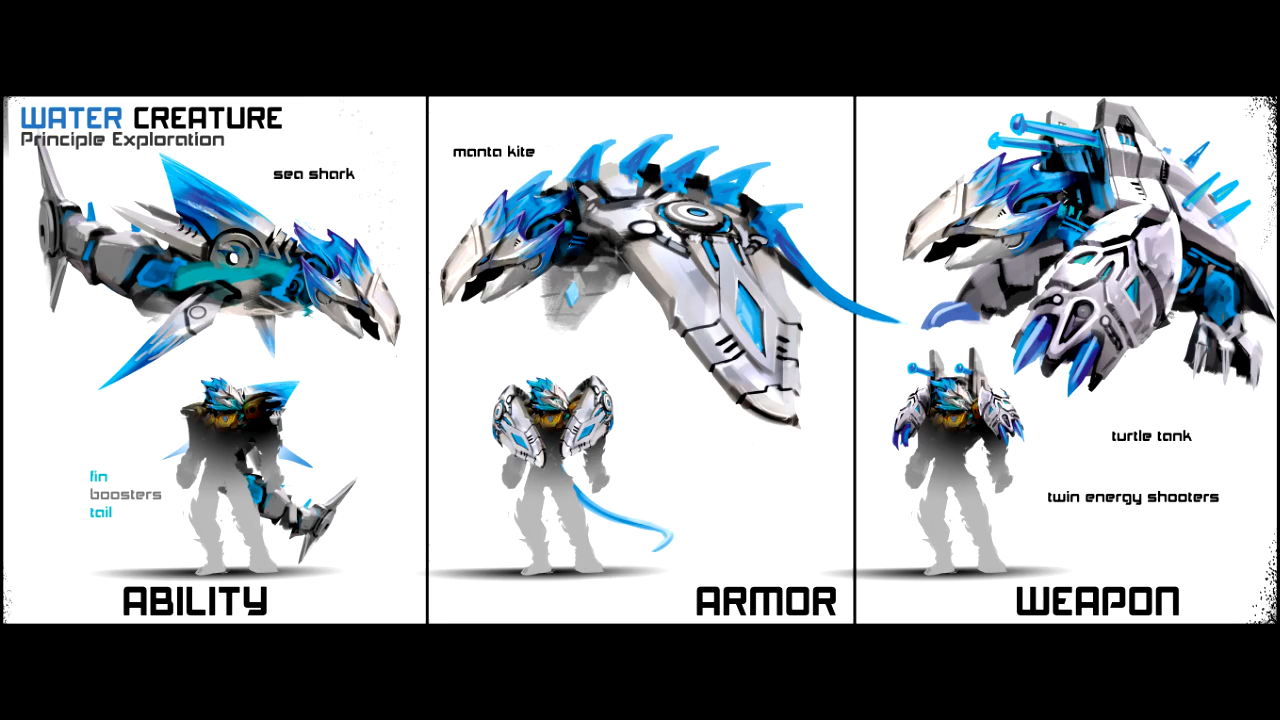 WATER CREATURE
Principle Exploration
sea shark
fin
boosters
tail
ABILITY
manta kite
ARMOR
turtle tank
twin energy shooters
WEAPON